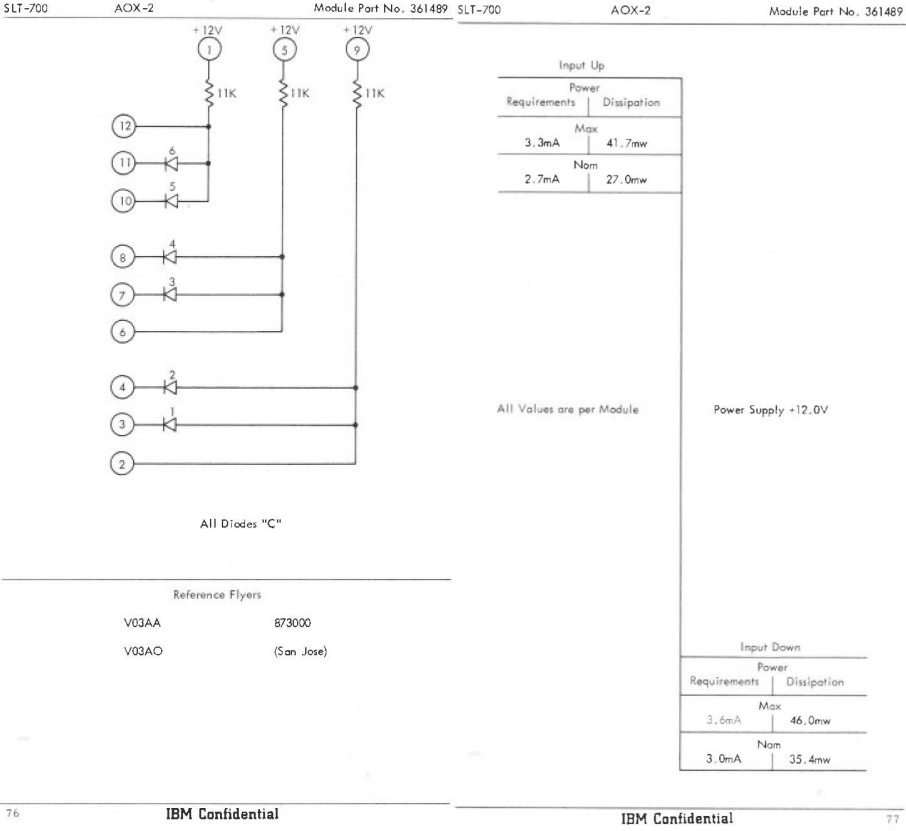 SLT-700 AOX-2 Module Part No. 361489
+12V +12V +12V
1 5 9
11K 11K 11K
12
6
11
5
10
4
8
3
7
6
2
4
1
3
2
All Diodes "C"
Reference Flyers
V03AA 873000
V03AO (San Jose)
76 IBM Confidential
SLT-700 AOX-2 Module Part No. 361489
Input Up
Power
Requirements Dissipation
Max
3.3mA 41.7mw
Nom
2.7mA 27.0mw
All Values are per Module Power Supply +12.0V
Input Down
Power
Requirements Dissipation
Max
3.6mA 46.0mw
Nom
3.0mA 35.4mw
IBM Confidential 77